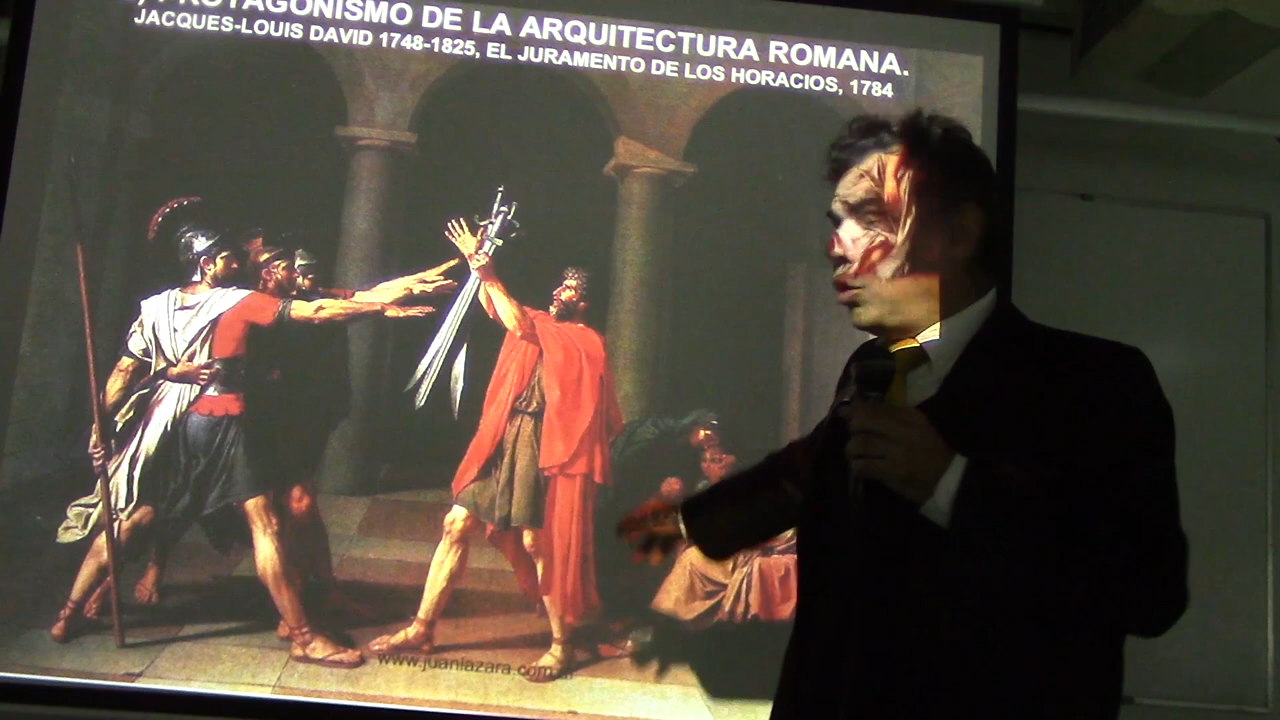 PROTAGONISMO DE LA ARQUITECTURA ROMANA.
JACQUES-LOUIS DAVID 1748-1825, EL JURAMENTO DE LOS HORACIOS, 1784
www.juanlazara.com.ar